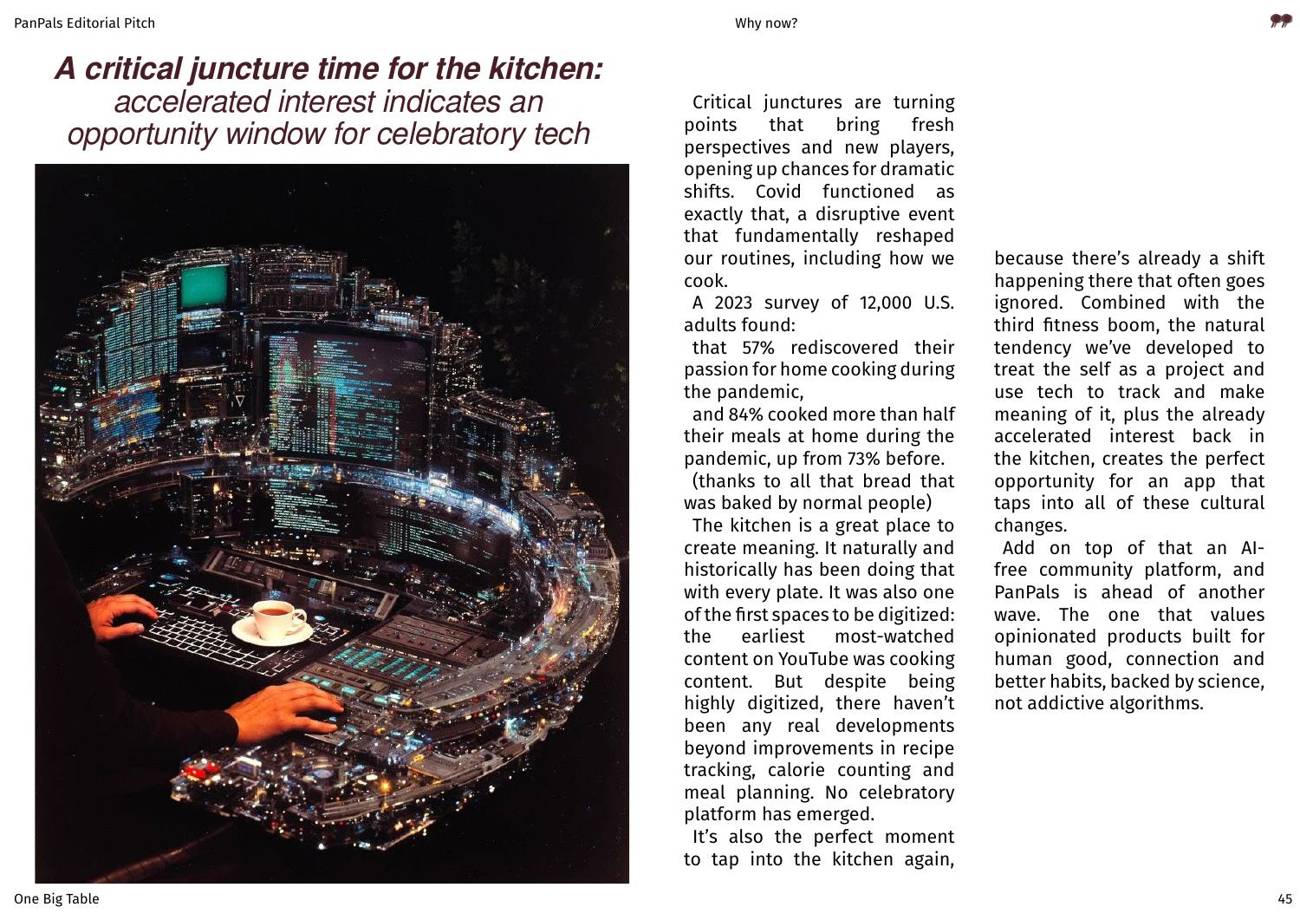 PanPals Editorial Pitch
Why now?
A critical juncture time for the kitchen:
accelerated interest indicates an
opportunity window for celebratory tech
Critical junctures are turning
points that bring fresh
perspectives and new players,
opening up chances for dramatic
shifts. Covid functioned as
exactly that, a disruptive event
that fundamentally reshaped
our routines, including how we
cook.
A 2023 survey of 12,000 U.S.
adults found:
that 57% rediscovered their
passion for home cooking during
the pandemic,
and 84% cooked more than half
their meals at home during the
pandemic, up from 73% before.
(thanks to all that bread that
was baked by normal people)
The kitchen is a great place to
create meaning. It naturally and
historically has been doing that
with every plate. It was also one
of the first spaces to be digitized:
the earliest most-watched
content on YouTube was cooking
content. But despite being
highly digitized, there haven't
been any real developments
beyond improvements in recipe
tracking, calorie counting and
meal planning. No celebratory
platform has emerged.
It's also the perfect moment
to tap into the kitchen again,
because there's already a shift
happening there that often goes
ignored. Combined with the
third fitness boom, the natural
tendency we've developed to
treat the self as a project and
use tech to track and make
meaning of it, plus the already
accelerated interest back in
the kitchen, creates the perfect
opportunity for an app that
taps into all of these cultural
changes.
Add on top of that an AI-
free community platform, and
PanPals is ahead of another
wave. The one that values
opinionated products built for
human good, connection and
better habits, backed by science,
not addictive algorithms.
One Big Table
45